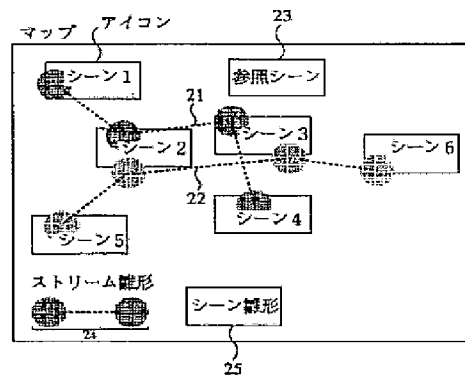 アイコン
23
マップ
シーン1
参照シーン
21
シーン2
シーン3
シーン6
22
シーン4
シーン5
ストリーム雛形
シーン雛形
24
25